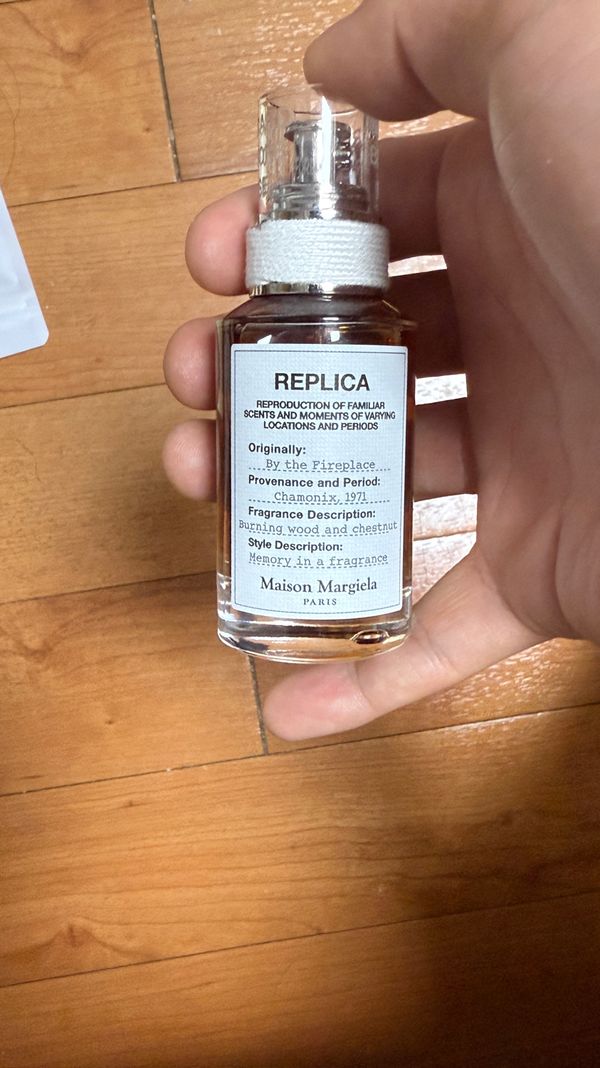 REPLICA
REPRODUCTION OF FAMILIAR
SCENTS AND MOMENTS OF VARYING
LOCATIONS AND PERIODS
Originally:
By the Fireplace
Provenance and Period:
Chamonix, 1971
Fragrance Description:
Burning wood and chestnut
Style Description:
Memory in a fragrance
Maison Margiela
PARIS